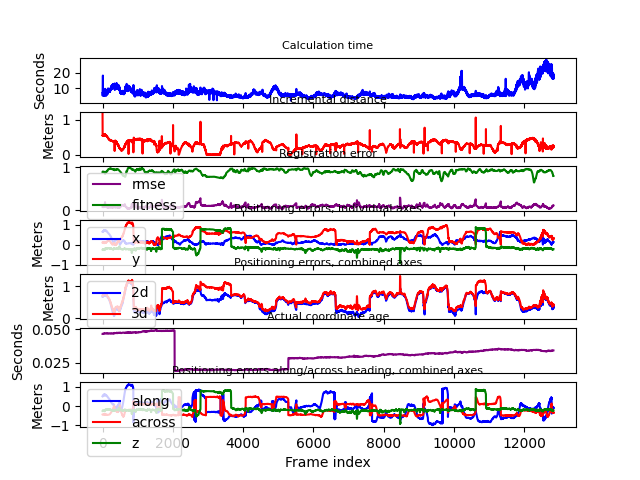 Calculation time
Seconds
20
10
Incremental distance
Meters
1
0
Registration error
1
0
rmse
fitness
Positioning errors, individual axes
Meters
1
0
−1
x
y
Positioning errors, combined axes
Meters
1
0
2d
3d
Actual coordinate age
Seconds
0.050
0.025
Positioning errors along/across heading, combined axes
Meters
1
0
−1
along
across
z
0 2000 4000 6000 8000 10000 12000
Frame index